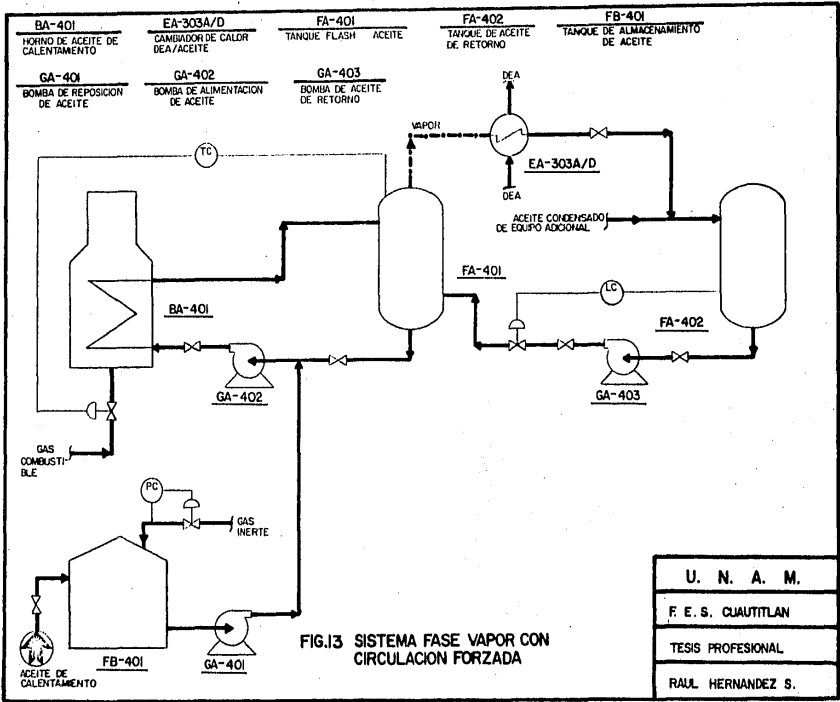 BA-401
HORNO DE ACEITE DE
CALENTAMIENTO
EA-303A/D
CAMBIADOR DE CALOR
DEA/ACEITE
FA-401
TANQUE FLASH ACEITE
FA-402
TANQUE DE ACEITE
DE RETORNO
FB-401
TANQUE DE ALMACENAMIENTO
DE ACEITE
GA-401
BOMBA DE REPOSICION
DE ACEITE
GA-402
BOMBA DE ALIMENTACION
DE ACEITE
GA-403
BOMBA DE ACEITE
DE RETORNO
DEA
VAPOR
TC
EA-303A/D
DEA
ACEITE CONDENSADO
DE EQUIPO ADICIONAL
FA-401
LC
BA-401
FA-402
GA-402
GA-403
GAS
COMBUSTI-
BLE
PC
GAS
INERTE
FB-401
GA-401
ACEITE DE
CALENTAMIENTO
FIG.13 SISTEMA FASE VAPOR CON
CIRCULACION FORZADA
U. N. A. M.
F. E. S. CUAUTITLAN
TESIS PROFESIONAL
RAUL HERNANDEZ S.